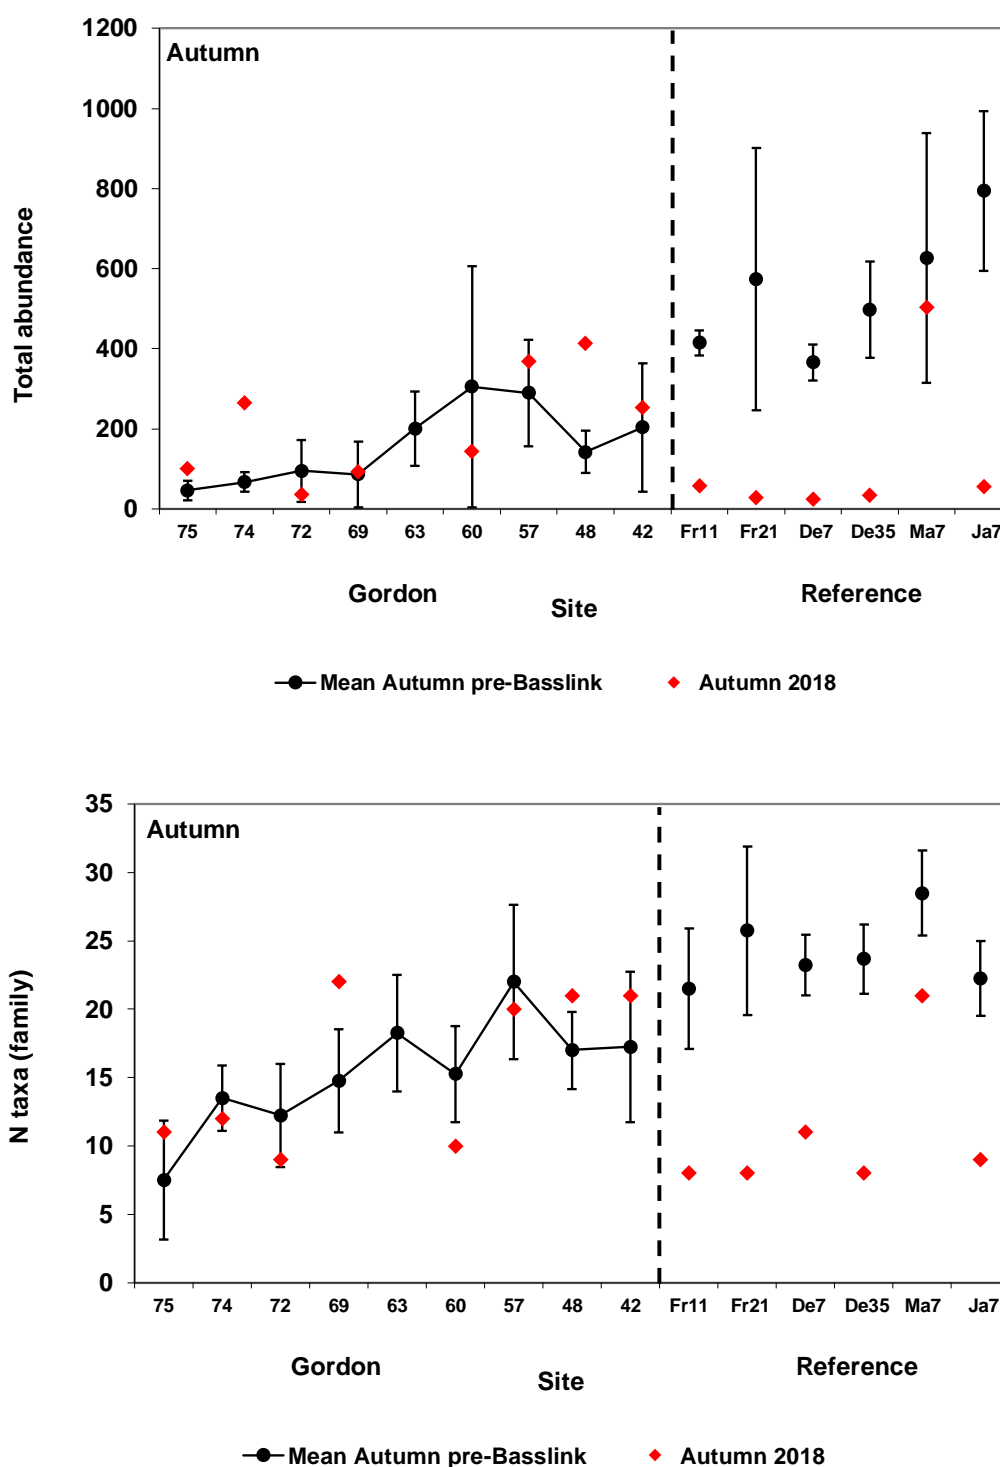 1200
Autumn
1000
800
600
400
200
0
Total abundance
75 74 72 69 63 60 57 48 42 Fr11 Fr21 De7 De35 Ma7 Ja7
Gordon Reference
Site
Mean Autumn pre-Basslink Autumn 2018
35
Autumn
30
25
20
15
10
5
0
N taxa (family)
75 74 72 69 63 60 57 48 42 Fr11 Fr21 De7 De35 Ma7 Ja7
Gordon Reference
Site
Mean Autumn pre-Basslink Autumn 2018